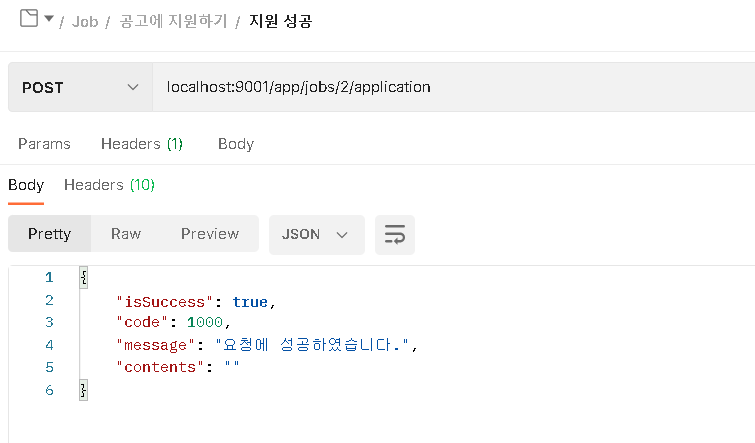 / Job / 공고에 지원하기 / 지원 성공
POST localhost:9001/app/jobs/2/application
Params Headers (1) Body
Body Headers (10)
Pretty Raw Preview JSON
1 {
2 "isSuccess": true,
3 "code": 1000,
4 "message": "요청에 성공하였습니다.",
5 "contents": ""
6 }